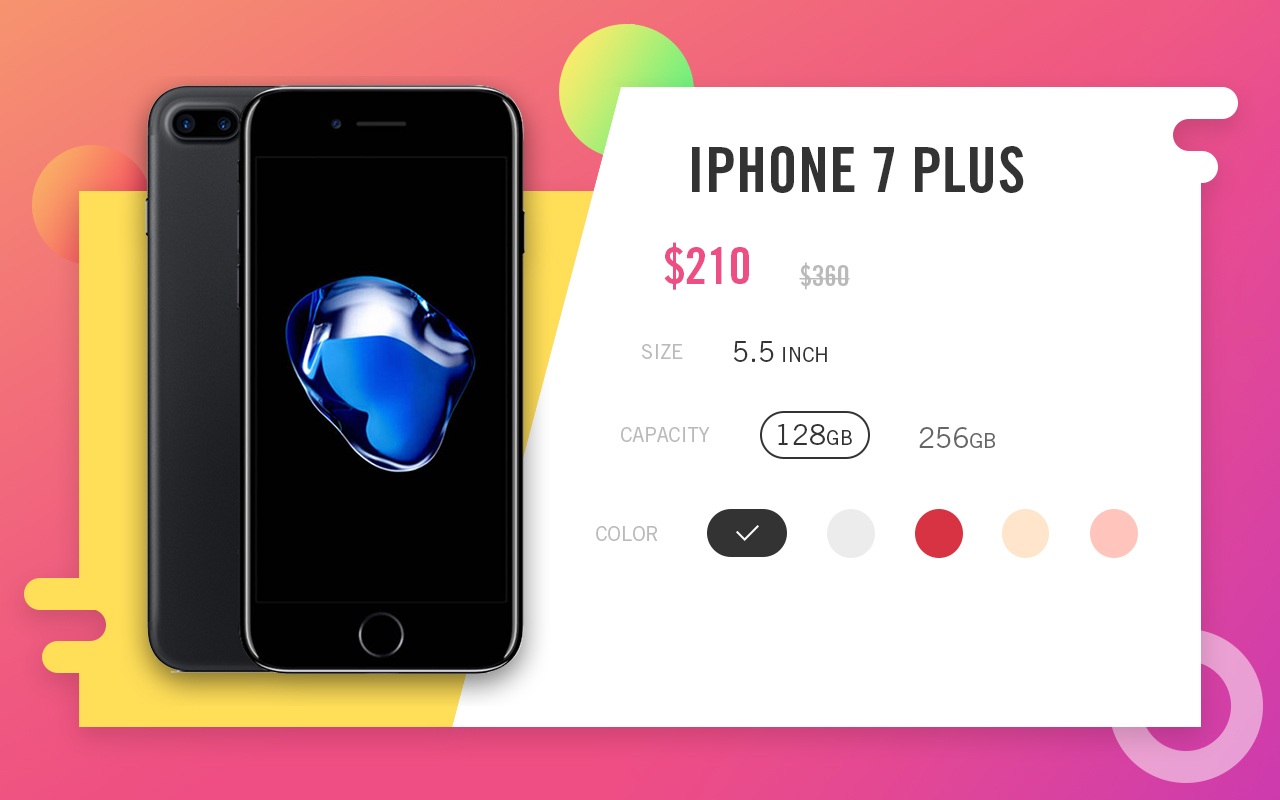 IPHONE 7 PLUS
$210 $360
SIZE 5.5 INCH
CAPACITY 128GB 256GB
COLOR